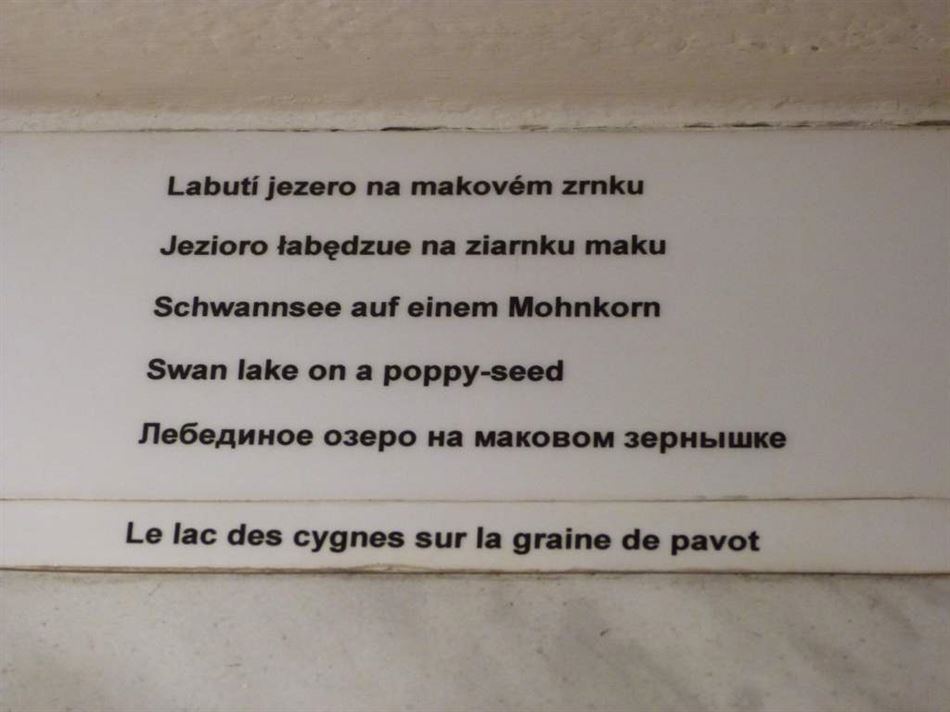 Labutí jezero na makovém zrnku
Jezioro łabędzue na ziarnku maku
Schwannsee auf einem Mohnkorn
Swan lake on a poppy-seed
Лебединое озеро на маковом зернышке
Le lac des cygnes sur la graine de pavot